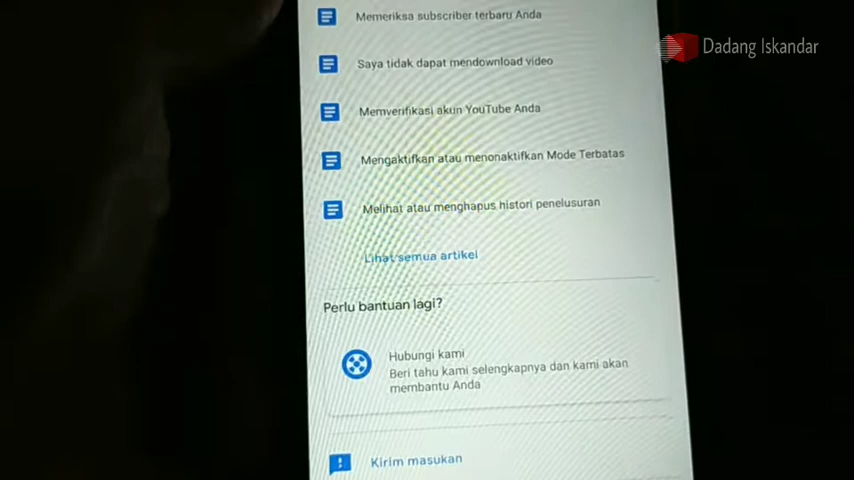 Dadang Iskandar
Memeriksa subscriber terbaru Anda
Saya tidak dapat mendownload video
Memverifikasi akun YouTube Anda
Mengaktifkan atau menonaktifkan Mode Terbatas
Melihat atau menghapus histori penelusuran
Lihat semua artikel
Perlu bantuan lagi?
Hubungi kami
Beri tahu kami selengkapnya dan kami akan
membantu Anda
Kirim masukan